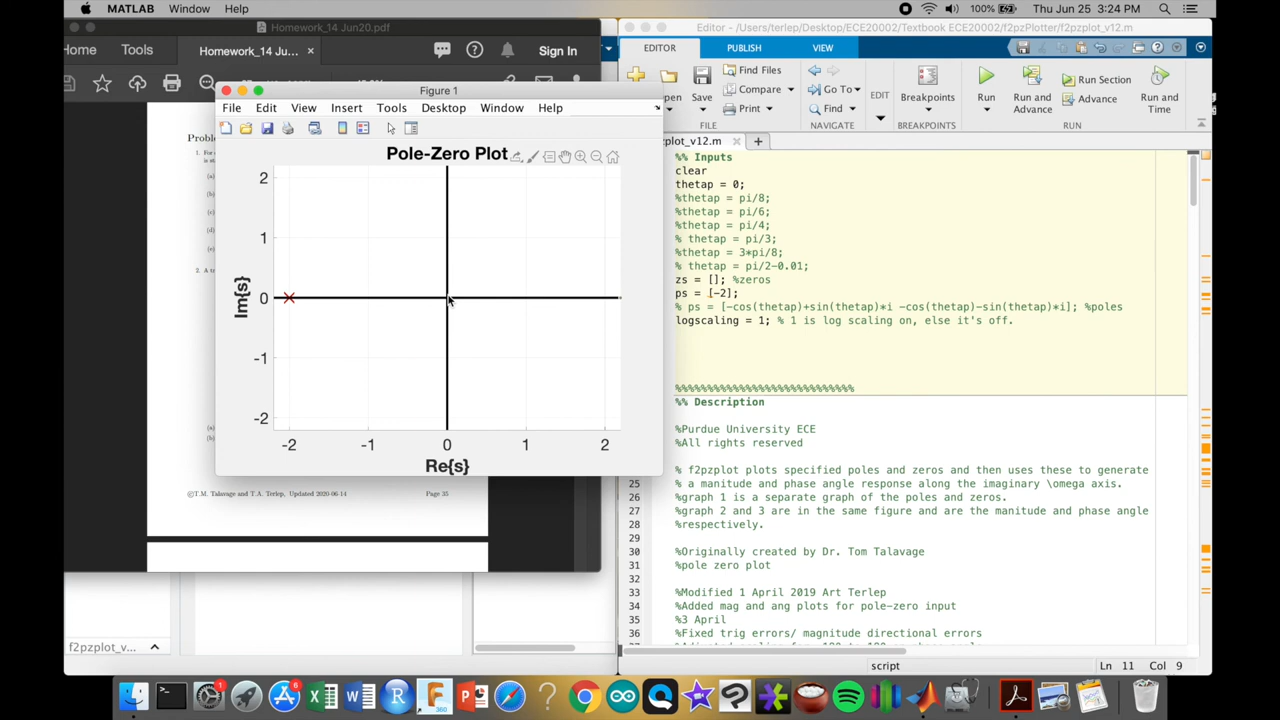 MATLAB Window Help
100% Thu Jun 25 3:24 PM
Homework_14 Jun20.pdf
Home Tools Homework_14 Ju... × Sign In
Figure 1
File Edit View Insert Tools Desktop Window Help
Pole-Zero Plot
2
1
0
-1
-2
Im{s}
-2 -1 0 1 2
Re{s}
©T.M. Talavage and T.A. Terlep, Updated 2020-06-14 Page 35
f2pzplot_v...
Editor - /Users/terlep/Desktop/ECE20002/Textbook ECE20002/f2pzPlotter/f2pzplot_v12.m
EDITOR PUBLISH VIEW
Save
Find Files
Compare
Print
Go To
Find
EDIT
Breakpoints
Run
Run and Advance
Run Section
Advance
Run and Time
FILE NAVIGATE BREAKPOINTS RUN
%% Inputs
clear
thetap = 0;
%thetap = pi/8;
%thetap = pi/6;
%thetap = pi/4;
% thetap = pi/3;
%thetap = 3*pi/8;
% thetap = pi/2-0.01;
zs = []; %zeros
ps = [-2];
% ps = [-cos(thetap)+sin(thetap)*i -cos(thetap)-sin(thetap)*i]; %poles
logscaling = 1; % 1 is log scaling on, else it's off.
%%%%%%%%%%%%%%%%%%%%%%%%%%%%
%% Description
%Purdue University ECE
%All rights reserved
% f2pzplot plots specified poles and zeros and then uses these to generate
25 % a manitude and phase angle response along the imaginary \omega axis.
26 %graph 1 is a separate graph of the poles and zeros.
27 %graph 2 and 3 are in the same figure and are the manitude and phase angle
28 %respectively.
29
30 %Originally created by Dr. Tom Talavage
31 %pole zero plot
32
33 %Modified 1 April 2019 Art Terlep
34 %Added mag and ang plots for pole-zero input
35 %3 April
36 %Fixed trig errors/ magnitude directional errors
script Ln 11 Col 9